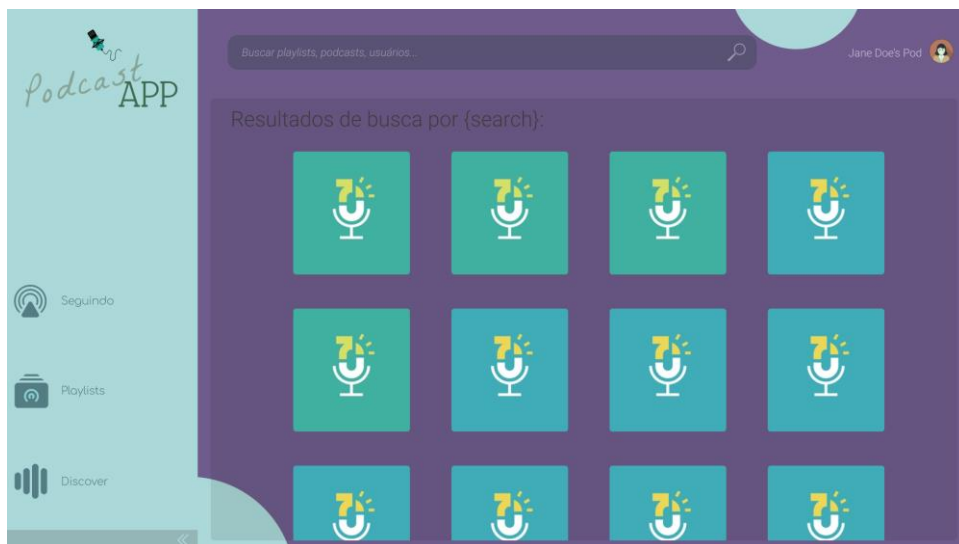 Podcast
APP
Buscar playlists, podcasts, usuários...
Jane Doe's Pod
Resultados de busca por {search}:
Seguindo
Playlists
Discover